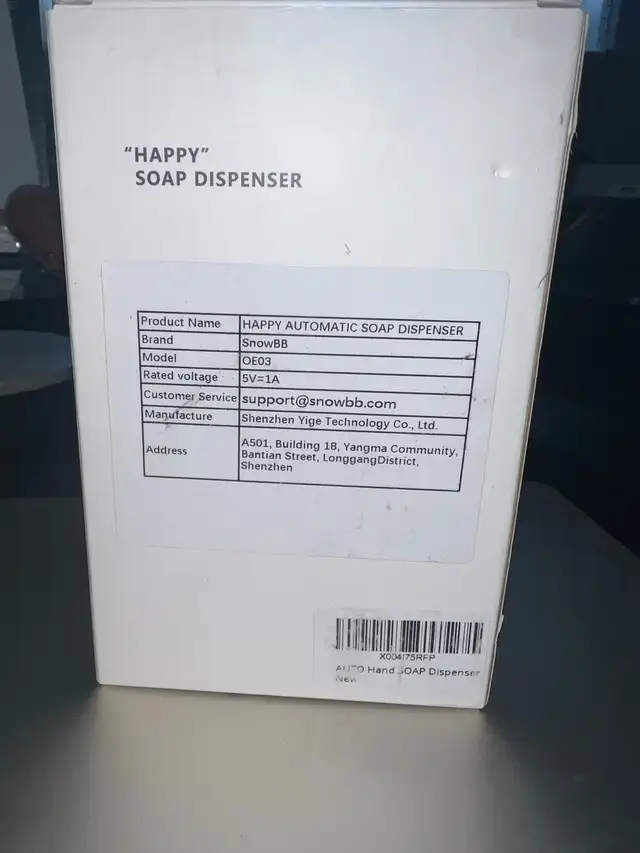 “HAPPY”
SOAP DISPENSER
Product Name HAPPY AUTOMATIC SOAP DISPENSER
Brand SnowBB
Model OE03
Rated voltage 5V=1A
Customer Service support@snowbb.com
Manufacture Shenzhen Yige Technology Co., Ltd.
Address A501, Building 18, Yangma Community,
Bantian Street, LonggangDistrict,
Shenzhen
X004I75RFP
AUTO Hand SOAP Dispenser
New